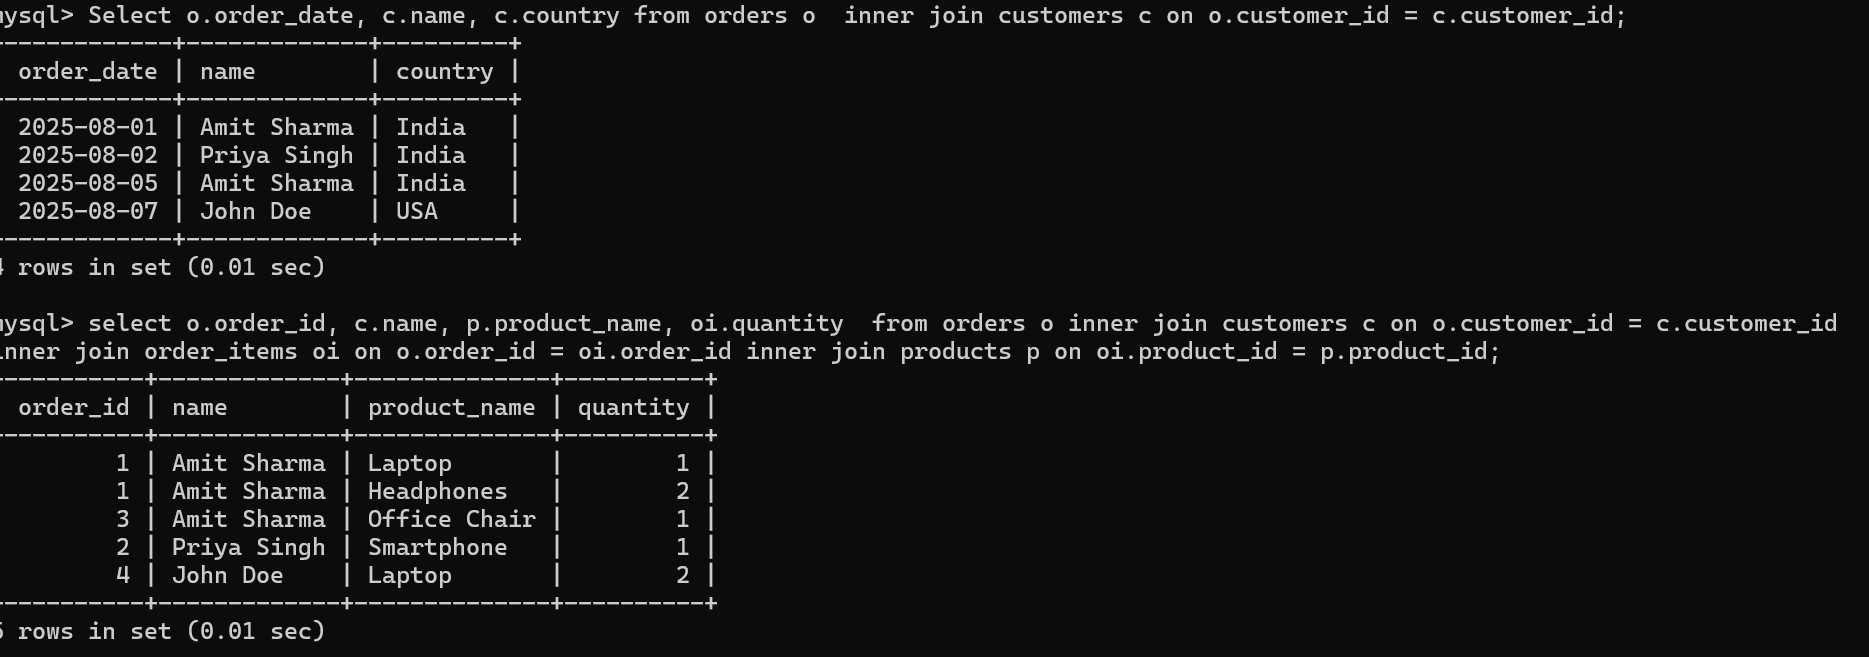 mysql> Select o.order_date, c.name, c.country from orders o  inner join customers c on o.customer_id = c.customer_id;
------------+-------------+---------+
 order_date | name        | country |
------------+-------------+---------+
 2025-08-01 | Amit Sharma | India   |
 2025-08-02 | Priya Singh | India   |
 2025-08-05 | Amit Sharma | India   |
 2025-08-07 | John Doe    | USA     |
------------+-------------+---------+
4 rows in set (0.01 sec)
mysql> select o.order_id, c.name, p.product_name, oi.quantity  from orders o inner join customers c on o.customer_id = c.customer_id
inner join order_items oi on o.order_id = oi.order_id inner join products p on oi.product_id = p.product_id;
----------+-------------+--------------+----------+
 order_id | name        | product_name | quantity |
----------+-------------+--------------+----------+
        1 | Amit Sharma | Laptop       |        1 |
        1 | Amit Sharma | Headphones   |        2 |
        3 | Amit Sharma | Office Chair |        1 |
        2 | Priya Singh | Smartphone   |        1 |
        4 | John Doe    | Laptop       |        2 |
----------+-------------+--------------+----------+
5 rows in set (0.01 sec)